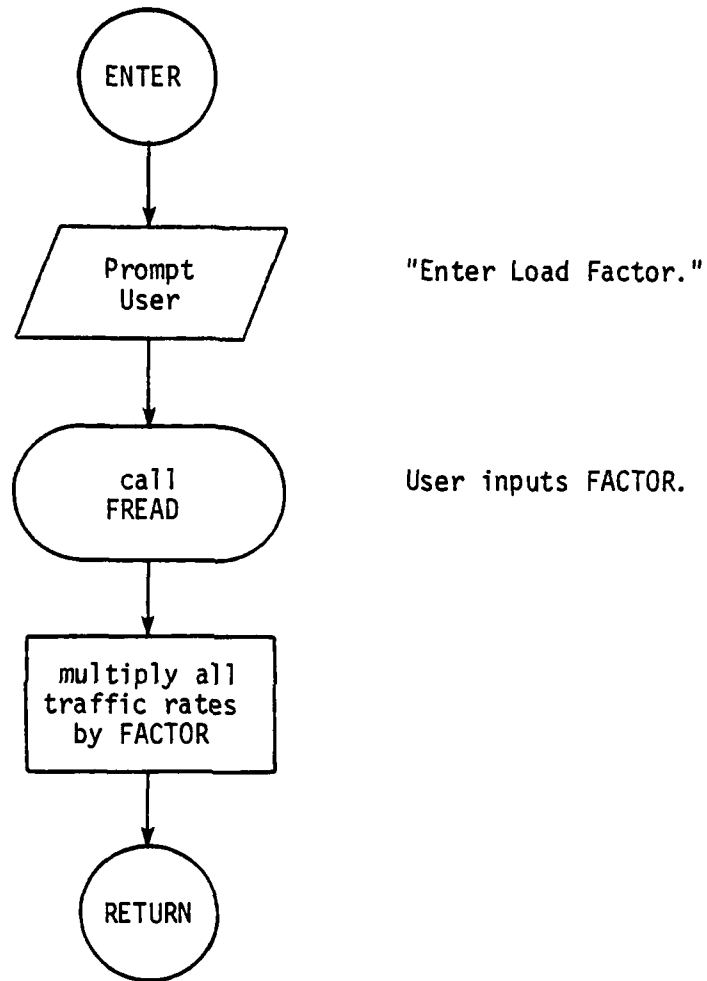 ENTER
Prompt
User
"Enter Load Factor."
call
FREAD
User inputs FACTOR.
multiply all
traffic rates
by FACTOR
RETURN